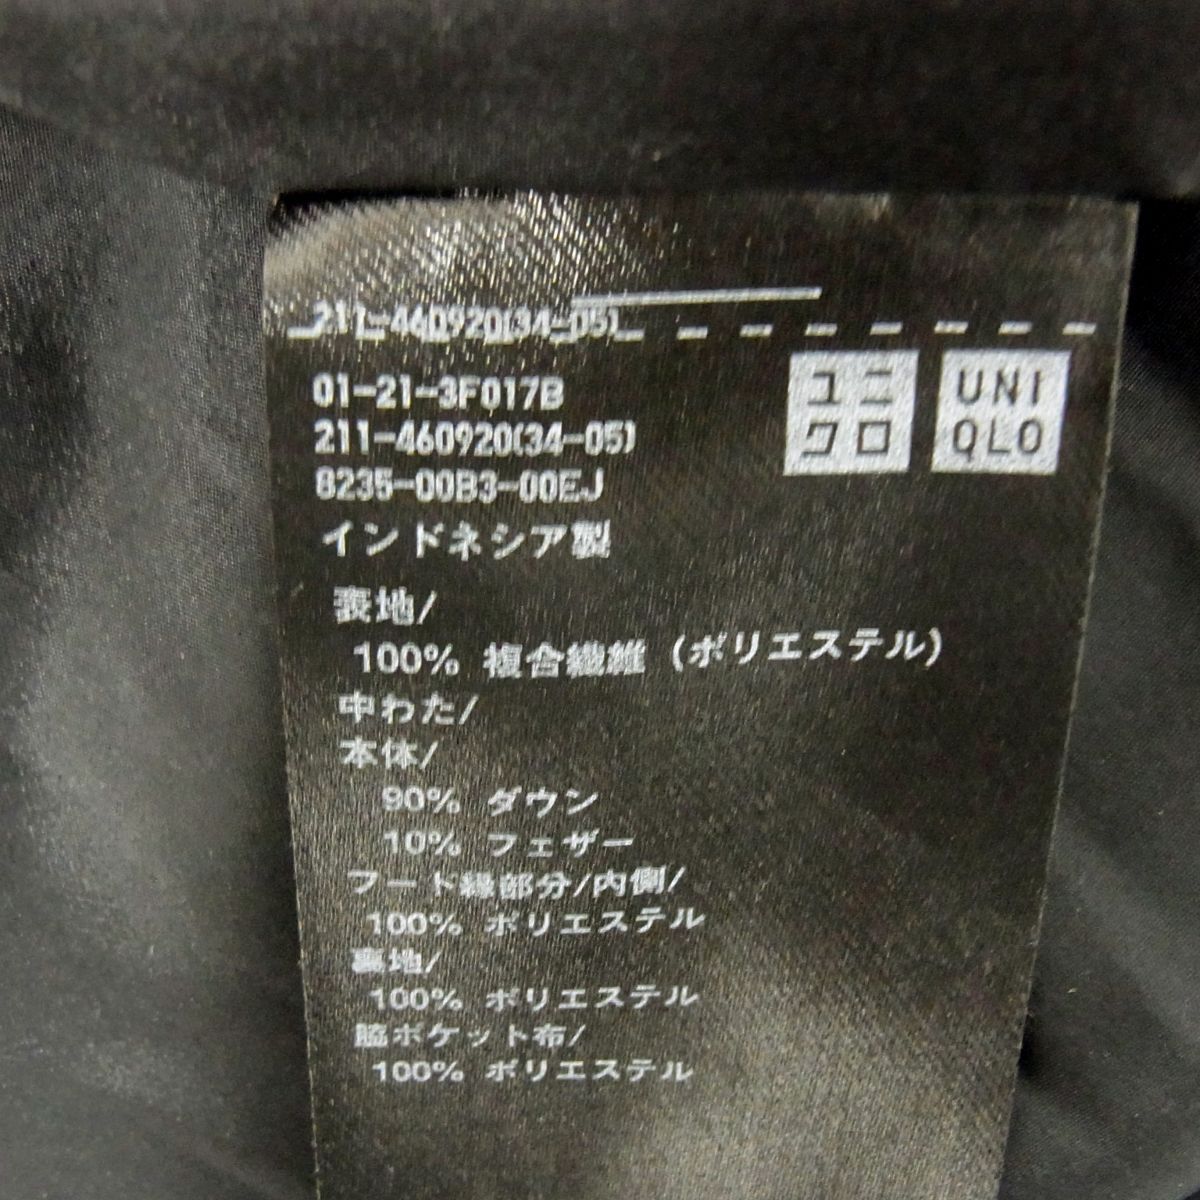 211-460920(34-05)
01-21-3F017B
211-460920(34-05)
8235-00B3-00EJ
ユニ
クロ
UNI
QLO
インドネシア製
表地/
100% 複合繊維 (ポリエステル)
中わた/
本体/
90% ダウン
10% フェザー
フード縁部分/内側/
100% ポリエステル
裏地/
100% ポリエステル
脇ポケット布/
100% ポリエステル